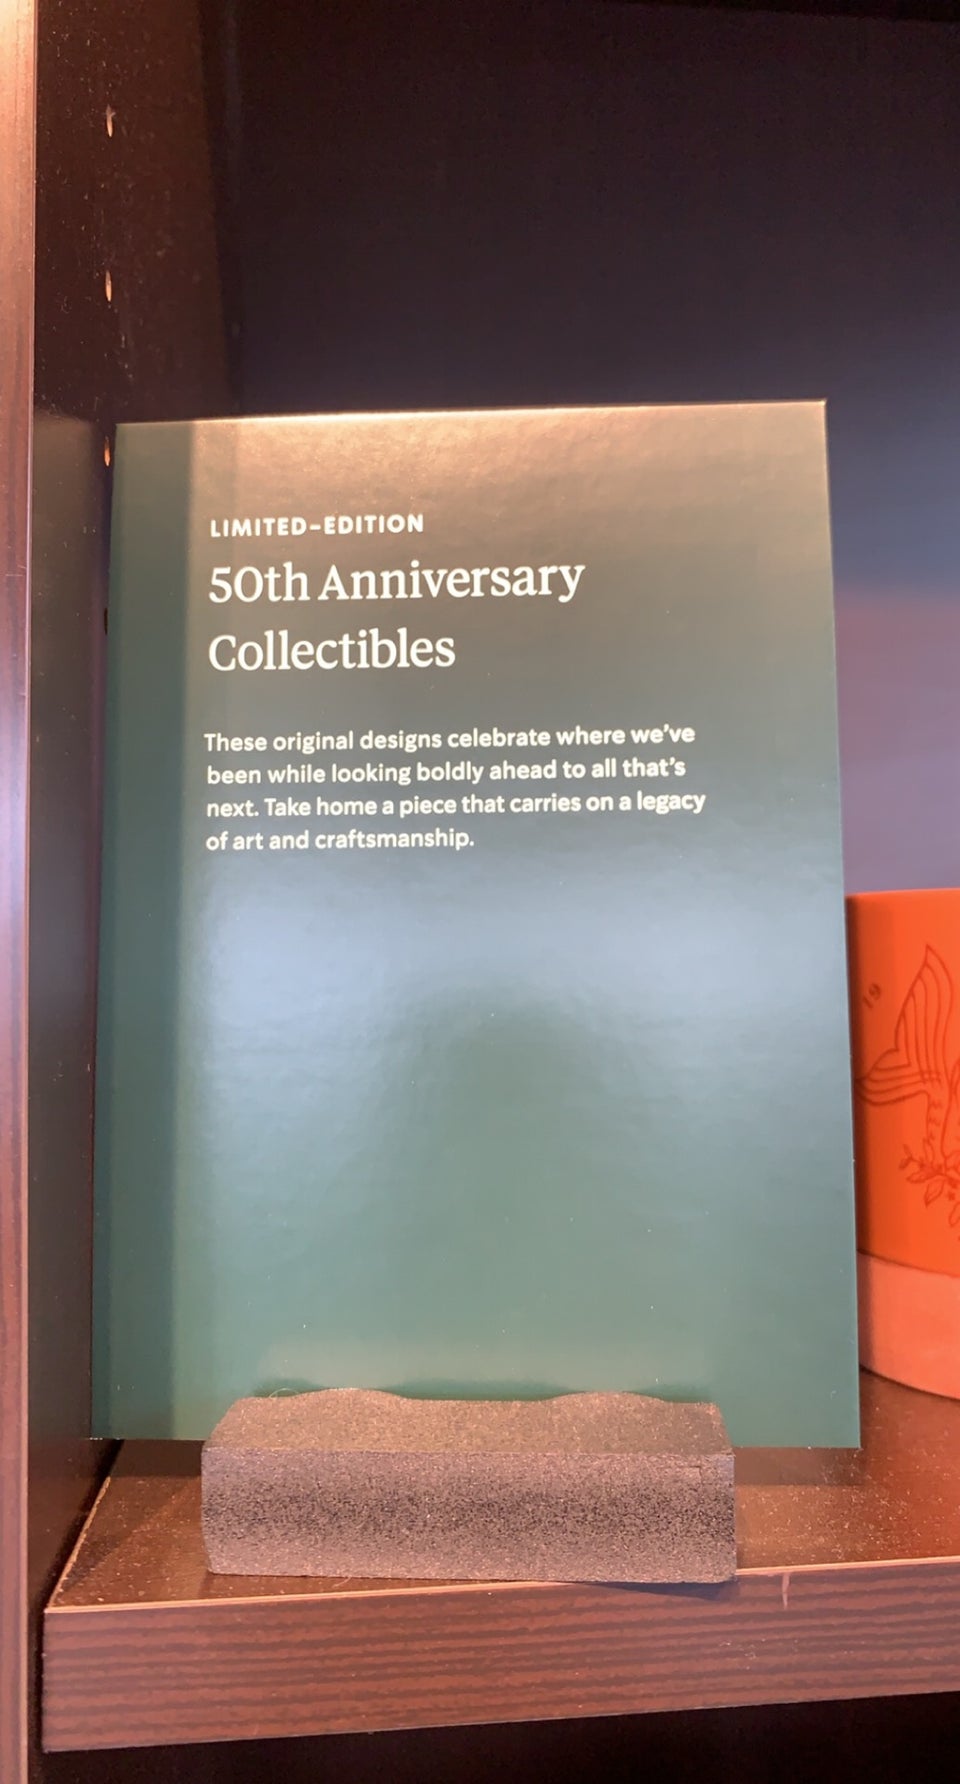 LIMITED-EDITION
50th Anniversary
Collectibles
These original designs celebrate where we've
been while looking boldly ahead to all that's
next. Take home a piece that carries on a legacy
of art and craftsmanship.
19